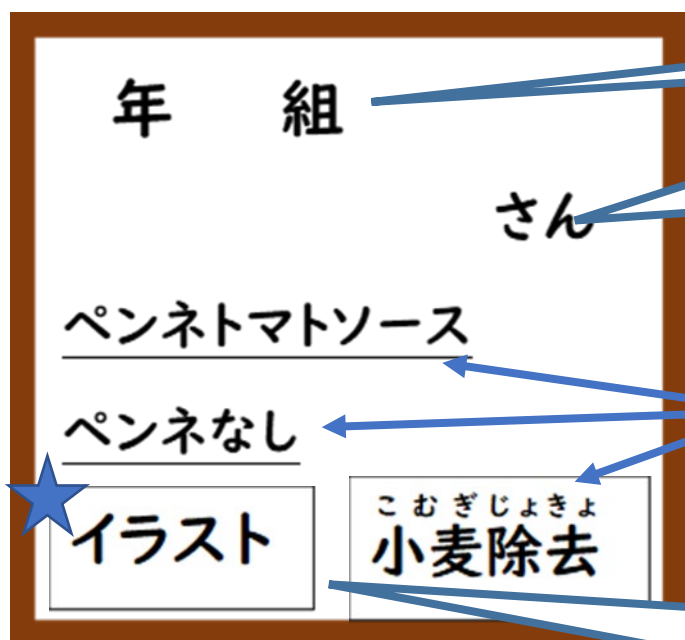 年 組
さん
ペンネトマトソース
ペンネなし
イラスト
こむぎじょきょ
小麦除去